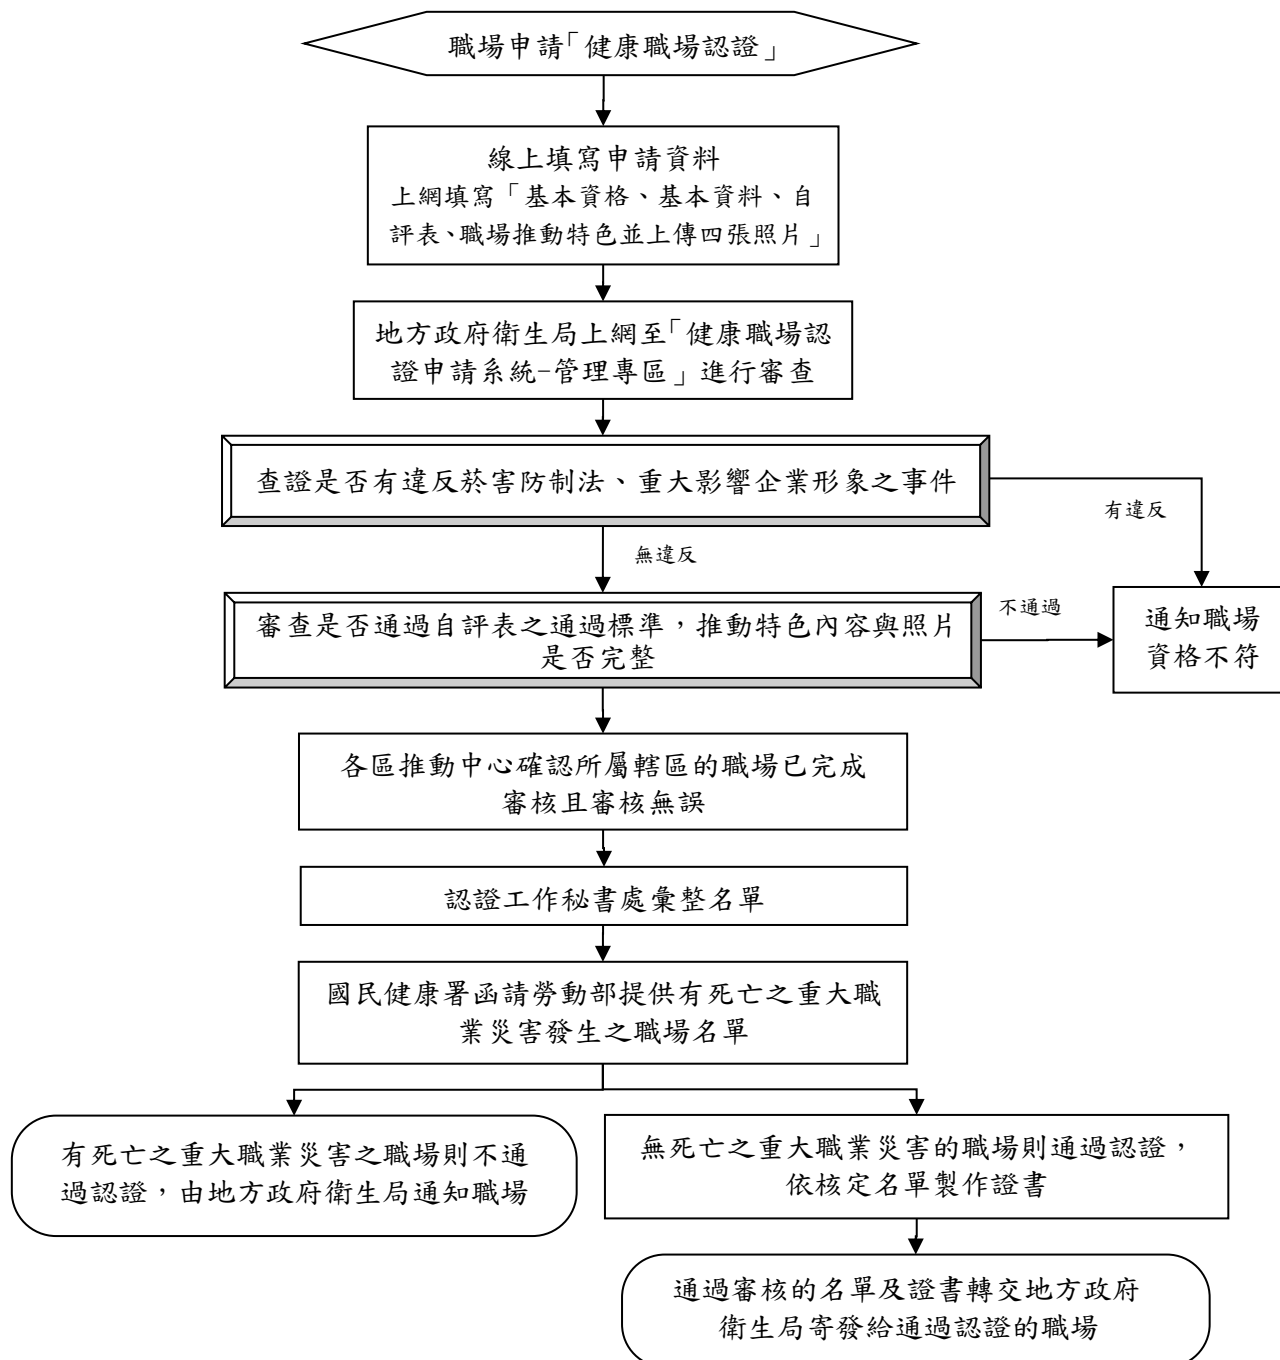 職場申請「健康職場認證」
線上填寫申請資料
上網填寫「基本資格、基本資料、自
評表、職場推動特色並上傳四張照片」
地方政府衛生局上網至「健康職場認
證申請系統-管理專區」進行審查
查證是否有違反菸害防制法、重大影響企業形象之事件
有違反
無違反
審查是否通過自評表之通過標準，推動特色內容與照片
是否完整
不通過
通知職場
資格不符
各區推動中心確認所屬轄區的職場已完成
審核且審核無誤
認證工作秘書處彙整名單
國民健康署函請勞動部提供有死亡之重大職
業災害發生之職場名單
有死亡之重大職業災害之職場則不通
過認證，由地方政府衛生局通知職場
無死亡之重大職業災害的職場則通過認證，
依核定名單製作證書
通過審核的名單及證書轉交地方政府
衛生局寄發給通過認證的職場